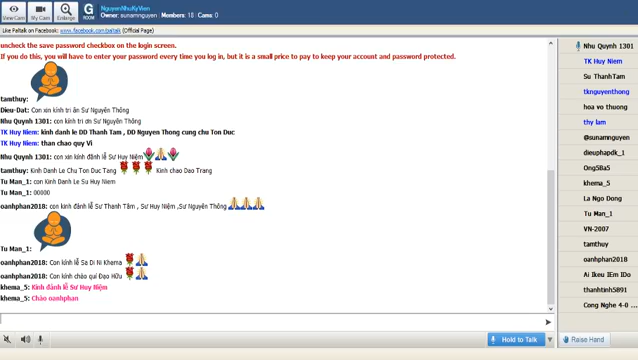 NguyenNhuKyVien
Owner: sunamnguyen | Members: 18 | Cams: 0
View Cams
My Cam
Enlarge
G
ROOM
Like Paltalk on Facebook: www.facebook.com/paltalk (Official Page)
uncheck the save password checkbox on the login screen.
If you do this, you will have to enter your password every time you log in, but it is a small price to pay to keep your account and password protected.
tamthuy:
Dieu-Dat: Con xin kính tri ân Sư Nguyên Thông
Nhu Quynh 1301: con kính tri ơn Sư Nguyên Thông
TK Huy Niem: kinh danh le DD Thanh Tam , DD Nguyen Thong cung chu Ton Duc
TK Huy Niem: than chao quy Vi
Nhu Quynh 1301: con xin kính đảnh lễ Sư Huy Niệm
tamthuy: Kinh Danh Le Chu Ton Duc Tang Kinh chao Dao Trang
Tu Man_1: con Kinh Danh Le Su Huy Niem
Tu Man_1: 00000
oanhphan2018: con kính đảnh lễ Sư Thanh Tâm , Sư Huy Niệm ,Sư Nguyên Thông
Tu Man_1:
oanhphan2018: Con kính lễ Sa Di Ni Khema
oanhphan2018: con kính chào quí Đạo Hữu
khema_5: Kính đảnh lễ Sư Huy Niệm
khema_5: Chào oanhphan
Hold to Talk
Nhu Quynh 1301
TK Huy Niem
Su ThanhTam
tknguyenthong
hoa vo thuong
thy lam
@sunamnguyen
dieuphapdk_1
Ong5Ba5
khema_5
La Ngo Dong
Tu Man_1
VN-2007
tamthuy
oanhphan2018
Ai Ikeu IEm IDo
thanhtinh5891
Cong Nghe 4-0 ...
Raise Hand